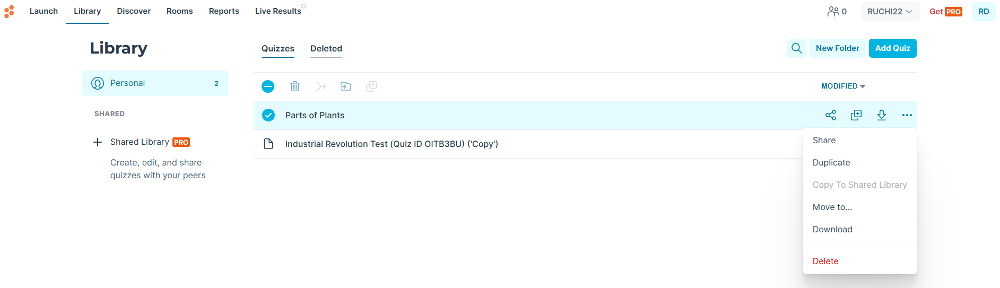 Launch Library Discover Rooms Reports Live Results 0 RUCHI22 Get PRO RD
Library
Quizzes Deleted New Folder Add Quiz
Personal 2
MODIFIED
SHARED
Parts of Plants
Shared Library PRO
Create, edit, and share
quizzes with your peers
Industrial Revolution Test (Quiz ID OITB3BU) ('Copy')
Share
Duplicate
Copy To Shared Library
Move to...
Download
Delete